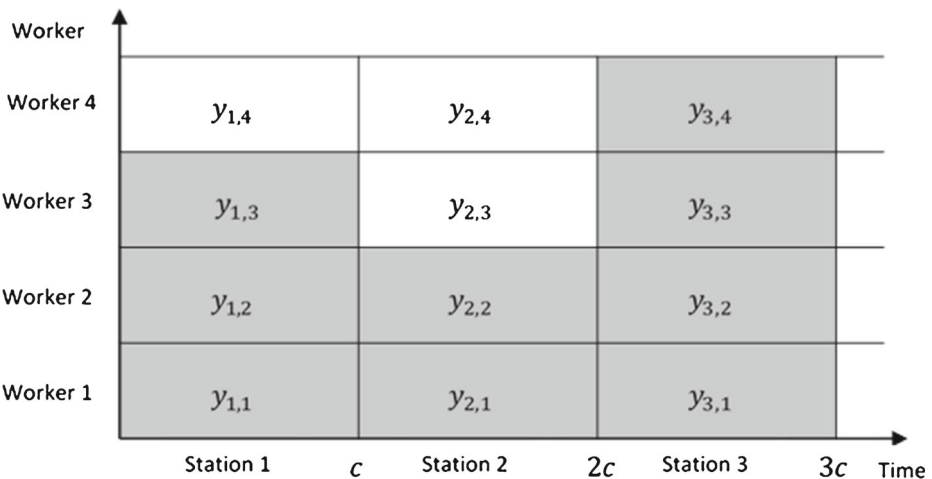 Worker
Worker 4 y1,4 y2,4 y3,4
Worker 3 y1,3 y2,3 y3,3
Worker 2 y1,2 y2,2 y3,2
Worker 1 y1,1 y2,1 y3,1
Station 1 c Station 2 2c Station 3 3c Time